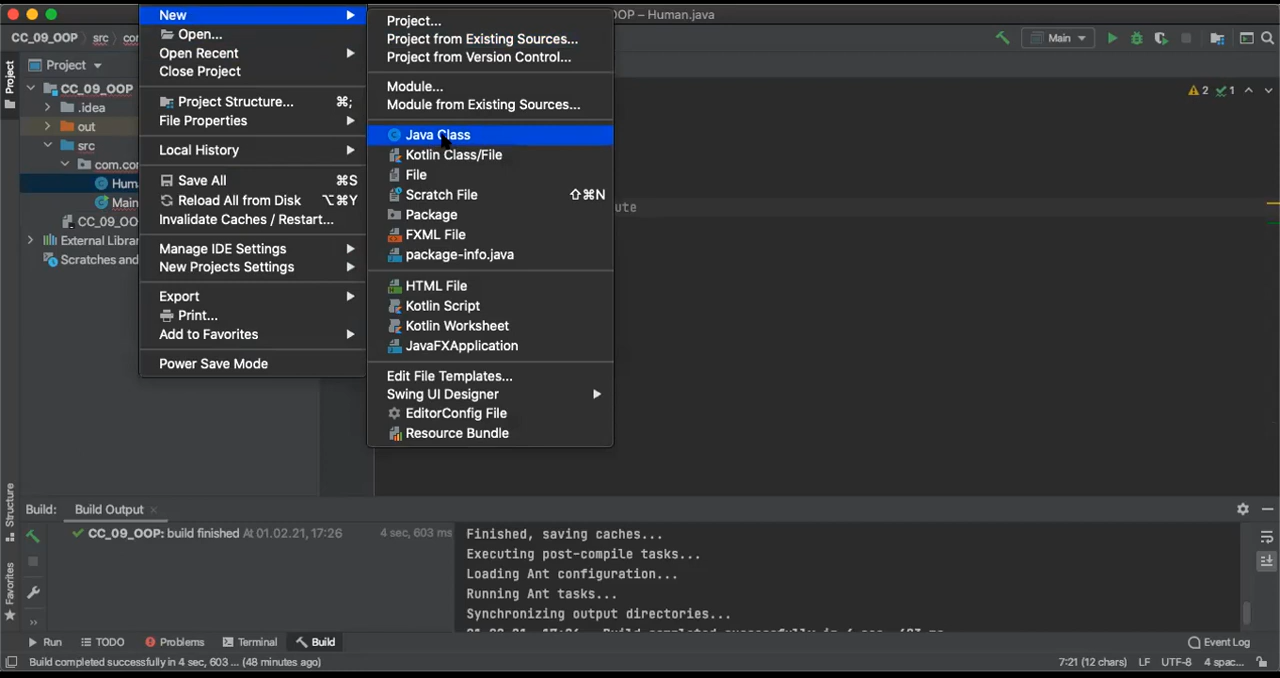 New
Open...
Open Recent
Close Project
Project Structure... ⌘;
File Properties
Local History
Save All ⌘S
Reload All from Disk ⌥⌘Y
Invalidate Caches / Restart...
Manage IDE Settings
New Projects Settings
Export
Print...
Add to Favorites
Power Save Mode
Project...
Project from Existing Sources...
Project from Version Control...
Module...
Module from Existing Sources...
Java Class
Kotlin Class/File
File
Scratch File ⇧⌘N
Package
FXML File
package-info.java
HTML File
Kotlin Script
Kotlin Worksheet
JavaFXApplication
Edit File Templates...
Swing UI Designer
EditorConfig File
Resource Bundle
OOP – Human.java
CC_09_OOP src
Main
Project
Project
CC_09_OOP
.idea
out
src
Main
External
Scratches and
2 1
Structure
Favorites
Build: Build Output
CC_09_OOP: build finished At 01.02.21, 17:26 4 sec, 603 ms
Finished, saving caches...
Executing post-compile tasks...
Loading Ant configuration...
Running Ant tasks...
Synchronizing output directories...
Run TODO Problems Terminal Build Event Log
Build completed successfully in 4 sec, 603 ... (48 minutes ago) 7:21 (12 chars) LF UTF-8 4 spac...